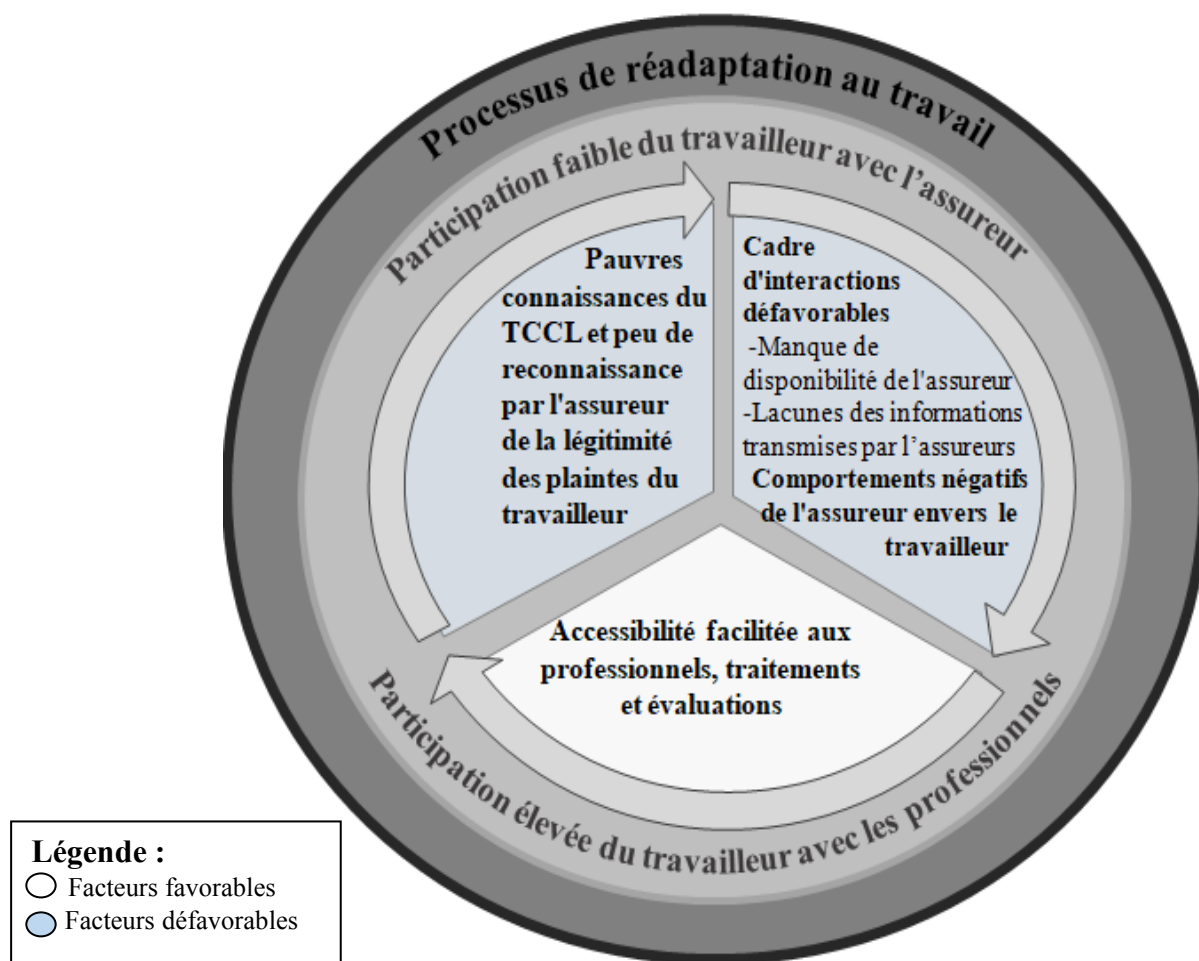 Processus de réadaptation au travail
Participation faible du travailleur avec l'assureur
Pauvres
connaissances du
TCCL et peu de
reconnaissance
par l'assureur
de la légitimité
des plaintes du
travailleur
Cadre
d'interactions
défavorables
-Manque de
disponibilité de l'assureur
-Lacunes des informations
transmises par l'assureurs
Comportements négatifs
de l'assureur envers le
travailleur
Accessibilité facilitée aux
professionnels, traitements
et évaluations
Participation élevée du travailleur avec les professionnels
Légende :
Facteurs favorables
Facteurs défavorables